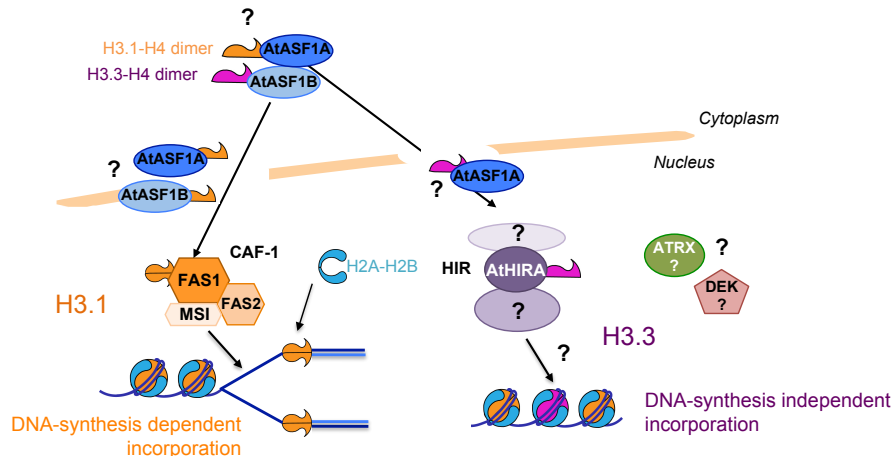 ?
H3.1-H4 dimer
AtASF1A
H3.3-H4 dimer
AtASF1B
Cytoplasm
Nucleus
AtASF1A
?
AtASF1B
AtASF1A
?
CAF-1
H2A-H2B
FAS1
FAS2
MSI
H3.1
HIR
?
AtHIRA
?
ATRX
?
?
DEK
?
H3.3
?
DNA-synthesis dependent
incorporation
DNA-synthesis independent
incorporation